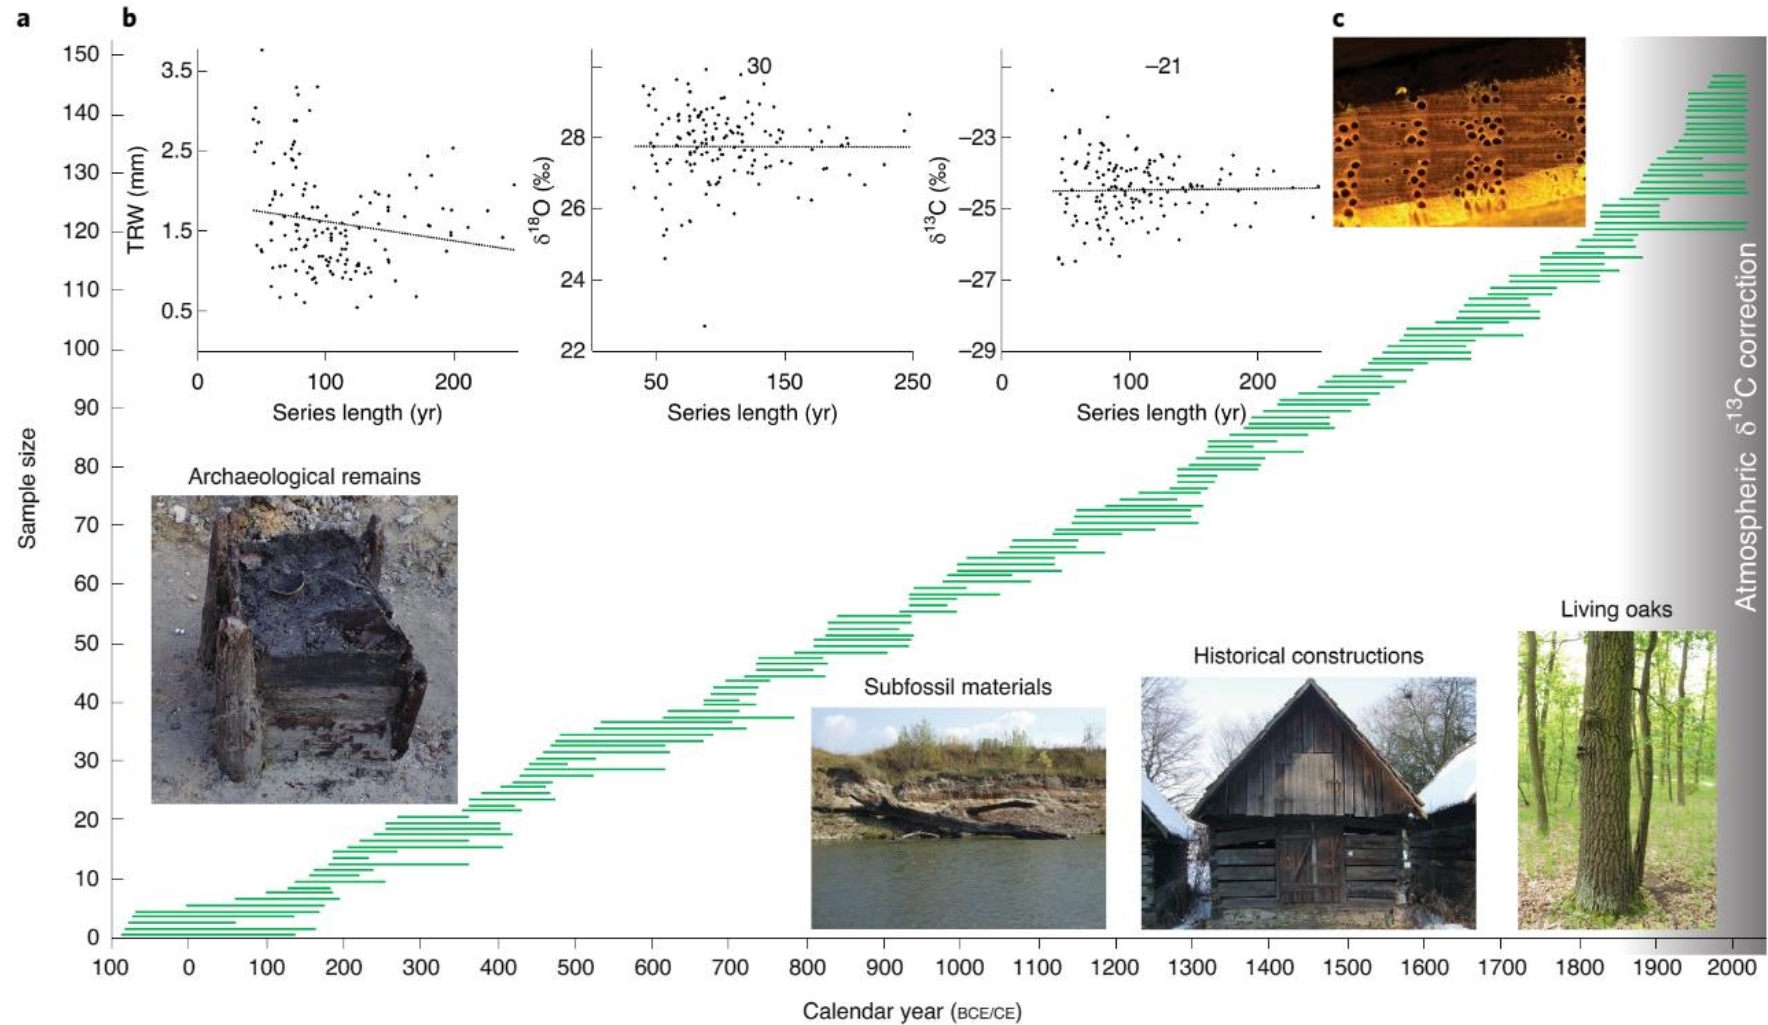 a
b
c
150
140
130
120
110
100
90
80
70
60
50
40
30
20
10
0
Sample size
3.5
2.5
1.5
0.5
TRW (mm)
0 100 200
Series length (yr)
30
28
26
24
22
δ¹⁸O (‰)
50 150 250
Series length (yr)
–21
–23
–25
–27
–29
δ¹³C (‰)
0 100 200
Series length (yr)
Atmospheric δ¹³C correction
Archaeological remains
Subfossil materials
Historical constructions
Living oaks
100 0 100 200 300 400 500 600 700 800 900 1000 1100 1200 1300 1400 1500 1600 1700 1800 1900 2000
Calendar year (BCE/CE)